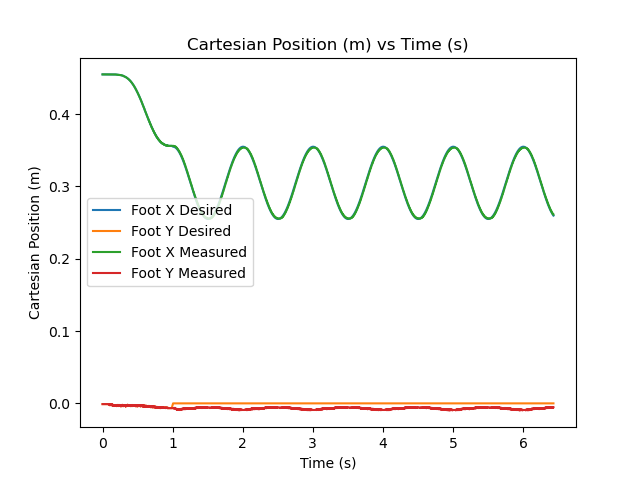 Cartesian Position (m) vs Time (s)
Cartesian Position (m)
0.4
0.3
0.2
0.1
0.0
Foot X Desired
Foot Y Desired
Foot X Measured
Foot Y Measured
0 1 2 3 4 5 6
Time (s)